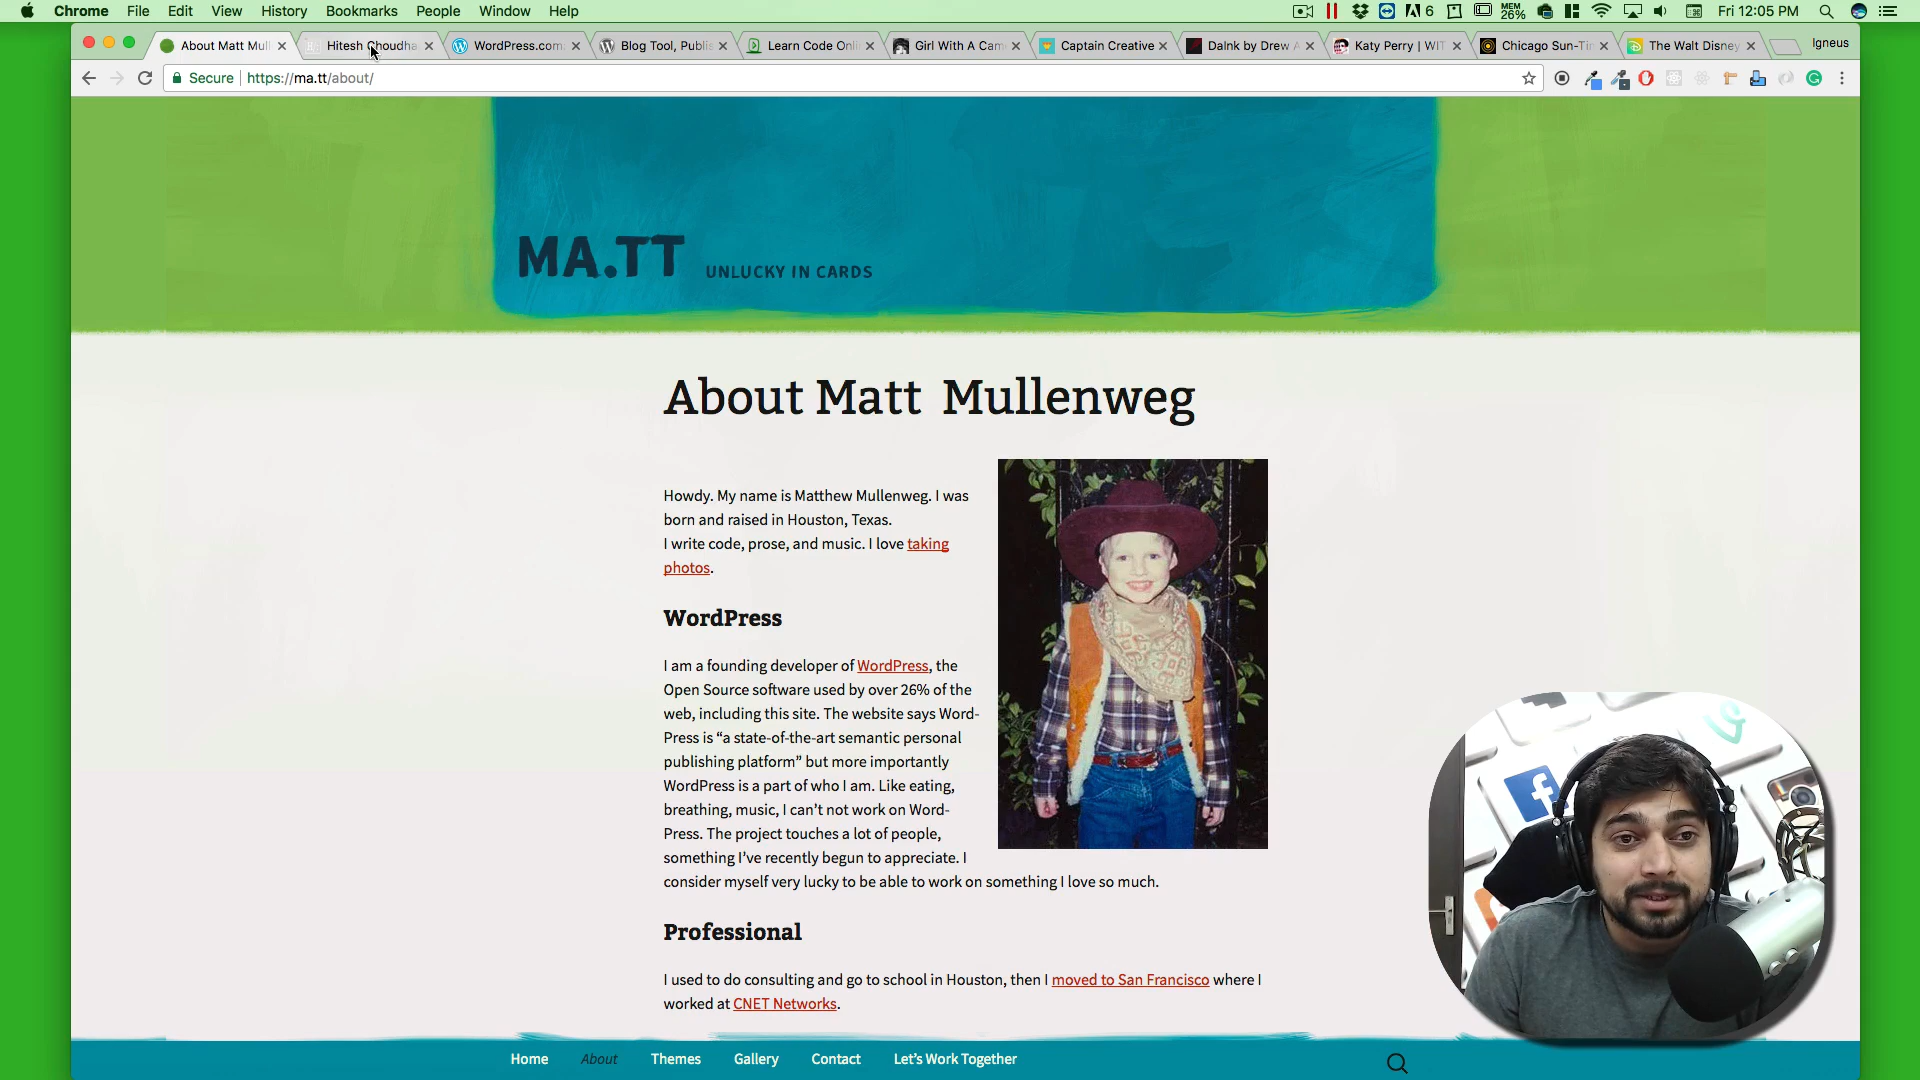 Chrome File Edit View History Bookmarks People Window Help
6 MEM 26% Fri 12:05 PM
About Matt Mull
Hitesh Choudha
WordPress.com
Blog Tool, Publis
Learn Code Onli
Girl With A Cam
Captain Creative
DaInk by Drew A
Katy Perry | WIT
Chicago Sun-Tim
The Walt Disney
Igneus
Secure https://ma.tt/about/
MA.TT UNLUCKY IN CARDS
About Matt Mullenweg
Howdy. My name is Matthew Mullenweg. I was
born and raised in Houston, Texas.
I write code, prose, and music. I love taking
photos.
WordPress
I am a founding developer of WordPress, the
Open Source software used by over 26% of the
web, including this site. The website says Word-
Press is “a state-of-the-art semantic personal
publishing platform” but more importantly
WordPress is a part of who I am. Like eating,
breathing, music, I can’t not work on Word-
Press. The project touches a lot of people,
something I’ve recently begun to appreciate. I
consider myself very lucky to be able to work on something I love so much.
Professional
I used to do consulting and go to school in Houston, then I moved to San Francisco where I
worked at CNET Networks.
Home About Themes Gallery Contact Let’s Work Together